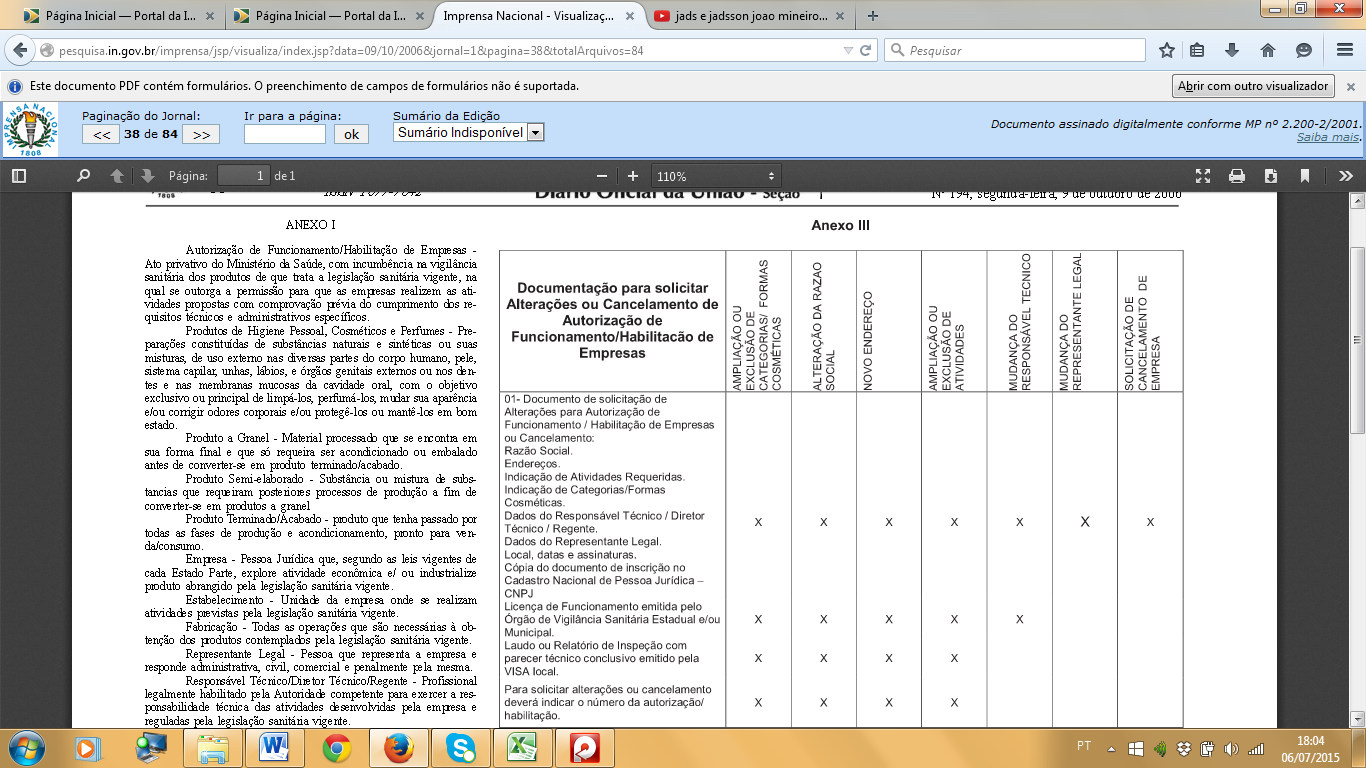 Página Inicial — Portal da I...
Página Inicial — Portal da I...
Imprensa Nacional - Visualizaç...
jads e jadsson joao mineiro...
pesquisa.in.gov.br/imprensa/jsp/visualiza/index.jsp?data=09/10/2006&jornal=1&pagina=38&totalArquivos=84
Pesquisar
Este documento PDF contém formulários. O preenchimento de campos de formulários não é suportada.
Abrir com outro visualizador
IMPRENSA NACIONAL
1808
Paginação do Jornal:
<< 38 de 84 >>
Ir para a página:
ok
Sumário da Edição
Sumário Indisponível
Documento assinado digitalmente conforme MP nº 2.200-2/2001.
Saiba mais.
Página: 1 de 1
110%
1808
ISSN 1677-7042
Diário Oficial da União - Seção 1
Nº 194, segunda-feira, 9 de outubro de 2006
ANEXO I
Autorização de Funcionamento/Habilitação de Empresas -
Ato privativo do Ministério da Saúde, com incumbência na vigilância
sanitária dos produtos de que trata a legislação sanitária vigente, na
qual se outorga a permissão para que as empresas realizem as ati-
vidades propostas com comprovação prévia do cumprimento dos re-
quisitos técnicos e administrativos específicos.
Produtos de Higiene Pessoal, Cosméticos e Perfumes - Pre-
parações constituídas de substâncias naturais e sintéticas ou suas
misturas, de uso externo nas diversas partes do corpo humano, pele,
sistema capilar, unhas, lábios, e órgãos genitais externos ou os den-
tes e nas membranas mucosas da cavidade oral, com o objetivo
exclusivo ou principal de limpá-los, perfumá-los, mudar sua aparência
e/ou corrigir odores corporais e/ou protegê-los ou mantê-los em bom
estado.
Produto a Granel - Material processado que se encontra em
sua forma final e que só requeira ser acondicionado ou embalado
antes de converter-se em produto terminado/acabado.
Produto Semi-elaborado - Substância ou mistura de subs-
tancias que requeiram posteriores processos de produção a fim de
converter-se em produtos a granel
Produto Terminado/Acabado - produto que tenha passado por
todas as fases de produção e acondicionamento, pronto para ven-
da/consumo.
Empresa - Pessoa Jurídica que, segundo as leis vigentes de
cada Estado Parte, explore atividade econômica e/ ou industrialize
produto abrangido pela legislação sanitária vigente.
Estabelecimento - Unidade da empresa onde se realizam
atividades previstas pela legislação sanitária vigente.
Fabricação - Todas as operações que são necessárias à ob-
tenção dos produtos contemplados pela legislação sanitária vigente.
Representante Legal - Pessoa que representa a empresa e
responde administrativa, civil, comercial e penalmente pela mesma.
Responsável Técnico/Diretor Técnico/Regente - Profissional
legalmente habilitado pela Autoridade competente para exercer a res-
ponsabilidade técnica das atividades desenvolvidas pela empresa e
reguladas pela legislação sanitária vigente.
Anexo III
Documentação para solicitar
Alterações ou Cancelamento de
Autorização de
Funcionamento/Habilitacão de
Empresas
AMPLIAÇÃO OU
EXCLUSÃO DE
CATEGORIAS/ FORMAS
COSMÉTICAS
ALTERAÇÃO DA RAZAO
SOCIAL
NOVO ENDEREÇO
AMPLIAÇÃO OU
EXCLUSÃO DE
ATIVIDADES
MUDANÇA DO
RESPONSÁVEL TECNICO
MUDANÇA DO
REPRESENTANTE LEGAL
SOLICITAÇÃO DE
CANCELAMENTO DE
EMPRESA
01- Documento de solicitação de
Alterações para Autorização de
Funcionamento / Habilitação de Empresas
ou Cancelamento:
Razão Social.
Endereços.
Indicação de Atividades Requeridas.
Indicação de Categorias/Formas
Cosméticas.
Dados do Responsável Técnico / Diretor
Técnico / Regente.
Dados do Representante Legal.
Local, datas e assinaturas.
Cópia do documento de inscrição no
Cadastro Nacional de Pessoa Jurídica –
CNPJ
X X X X X X X
Licença de Funcionamento emitida pelo
Órgão de Vigilância Sanitária Estadual e/ou
Municipal.
X X X X X
Laudo ou Relatório de Inspeção com
parecer técnico conclusivo emitido pela
VISA local.
X X X X
Para solicitar alterações ou cancelamento
deverá indicar o número da autorização/
habilitação.
X X X X
PT
18:04
06/07/2015